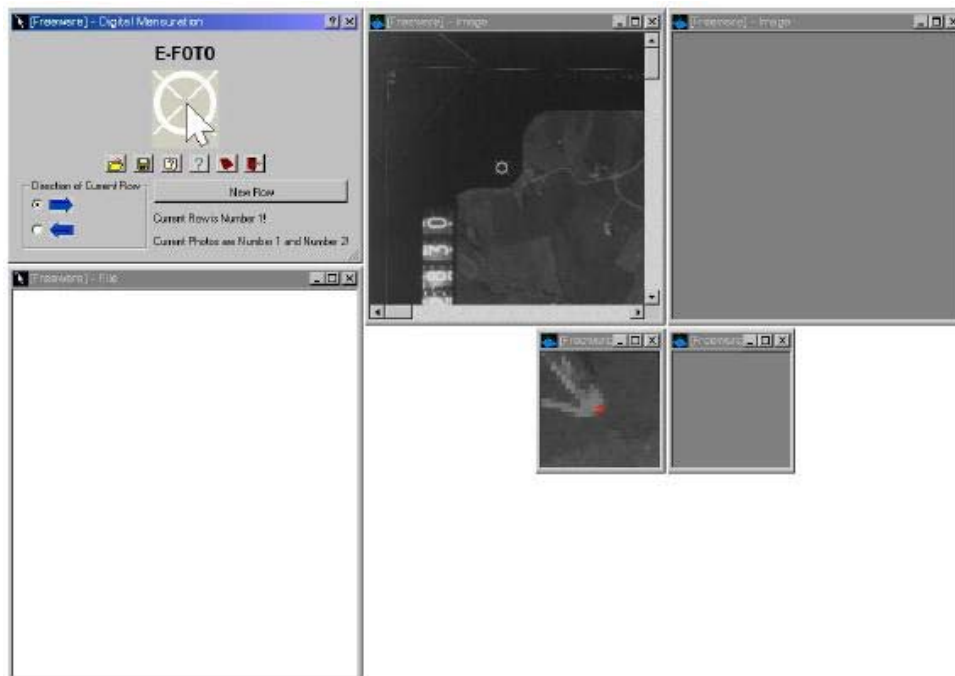 [Freeware] - Digital Mensuration
E-FOTO
Direction of Current Row
New Row
Current Row is Number 1!
Current Photos are Number 1 and Number 2!
[Freeware] - File
[Freeware] - Image
[Freeware] - Image
[Freeware]
[Freeware]